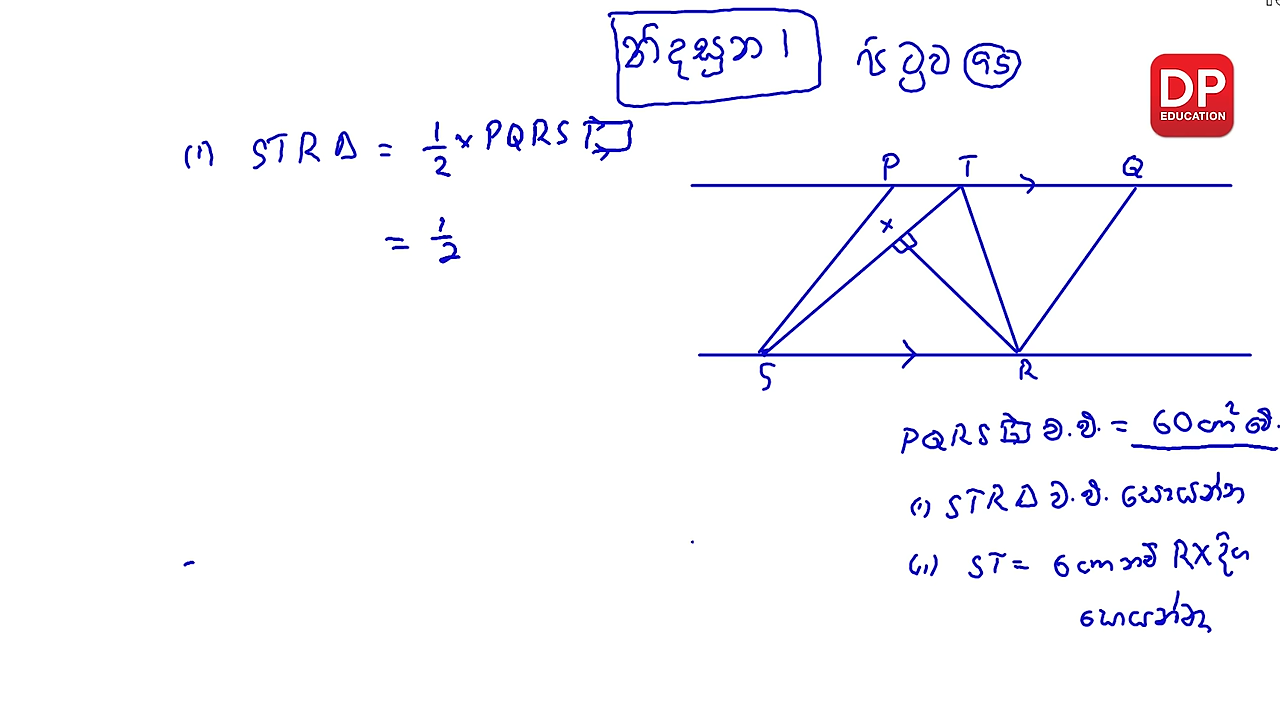 නිදසුන 1 පිටුව 95
DP
EDUCATION
(i) STR Δ = 1/2 × PQRS ▱
= 1/2
P T Q
x
S R
PQRS ▱ ව.ඵ. = 60cm² වේ.
(i) STR Δ ව.ඵ. සොයන්න
(ii) ST = 6cm නම් RX දිග
සොයන්න